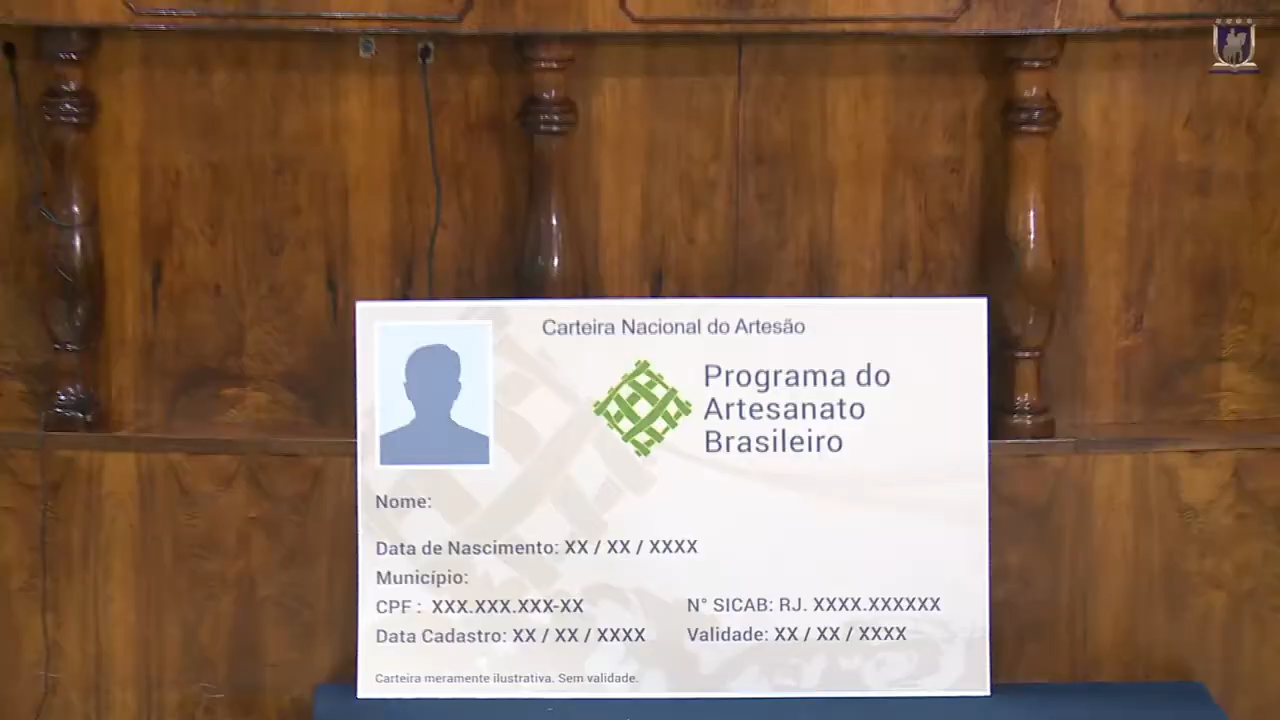 Carteira Nacional do Artesão
Programa do
Artesanato
Brasileiro
Nome:
Data de Nascimento: XX / XX / XXXX
Município:
CPF : XXX.XXX.XXX-XX
N° SICAB: RJ. XXXX.XXXXXX
Data Cadastro: XX / XX / XXXX
Validade: XX / XX / XXXX
Carteira meramente ilustrativa. Sem validade.